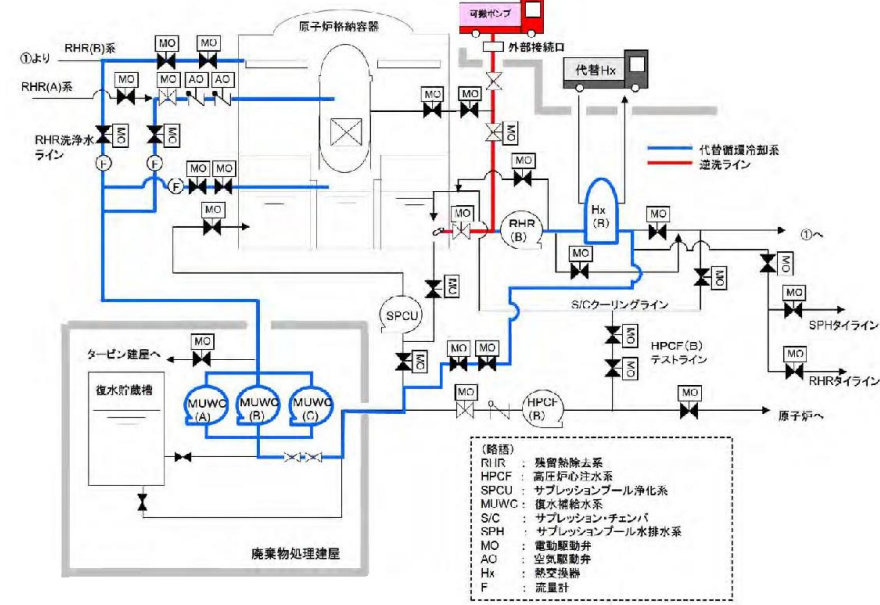 可搬ポンプ
原子炉格納容器
外部接続口
代替Hx
①より
RHR(B)系
MO
MO
RHR(A)系
MO
MO
AO
AO
MO
MO
MO
RHR洗浄水
ライン
MO
MO
F
F
F
MO
MO
MO
代替循環冷却系
逆洗ライン
MO
MO
MO
RHR
(B)
Hx
(B)
MO
①へ
MO
MO
MO
SPCU
MO
S/Cクーリングライン
MO
SPHタイライン
MO
MO
HPCF(B)
テストライン
MO
MO
MO
MO
RHRタイライン
タービン建屋へ
MO
MO
復水貯蔵槽
MUWC
(A)
MUWC
(B)
MUWC
(C)
MO
HPCF
(B)
MO
原子炉へ
廃棄物処理建屋
(略語)
RHR : 残留熱除去系
HPCF : 高圧炉心注水系
SPCU : サプレッションプール浄化系
MUWC : 復水補給水系
S/C : サプレッション・チェンバ
SPH : サプレッションプール水排水系
MO : 電動駆動弁
AO : 空気駆動弁
Hx : 熱交換器
F : 流量計